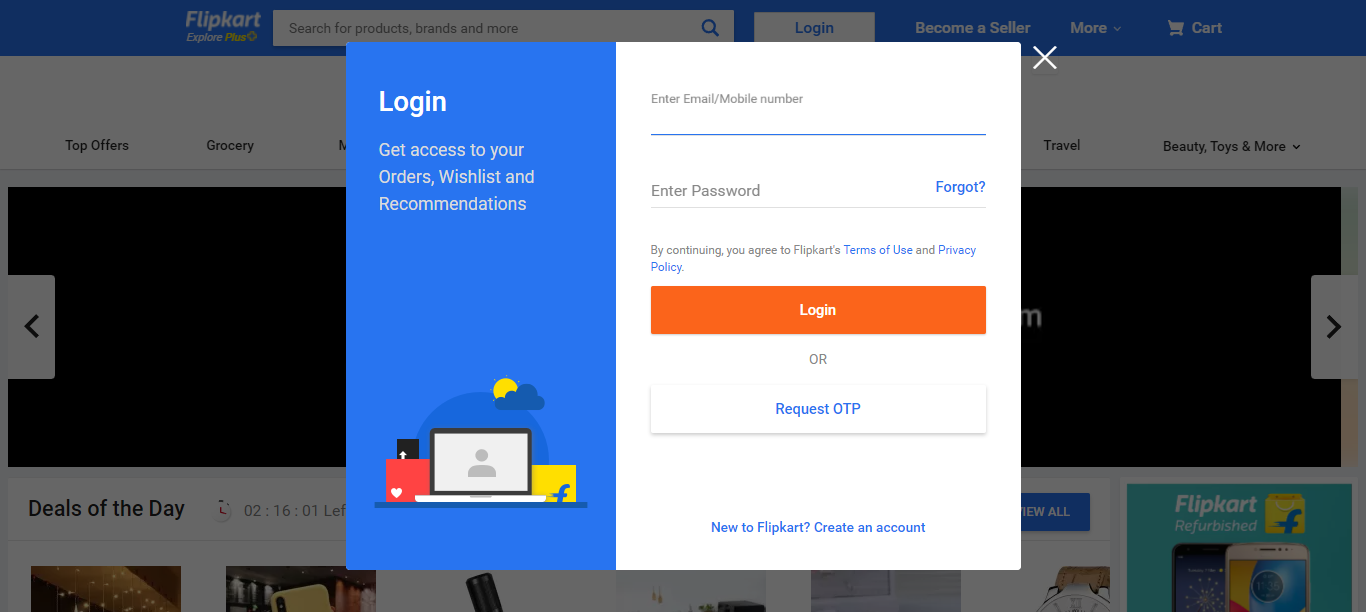 Flipkart
Explore Plus
Search for products, brands and more
Login
Become a Seller
More
Cart
Top Offers
Grocery
Travel
Beauty, Toys & More
Login
Get access to your
Orders, Wishlist and
Recommendations
Enter Email/Mobile number
Enter Password
Forgot?
By continuing, you agree to Flipkart's Terms of Use and Privacy
Policy.
Login
OR
Request OTP
New to Flipkart? Create an account
m
Deals of the Day
02 : 16 : 01 Lef
VIEW ALL
Flipkart
Refurbished